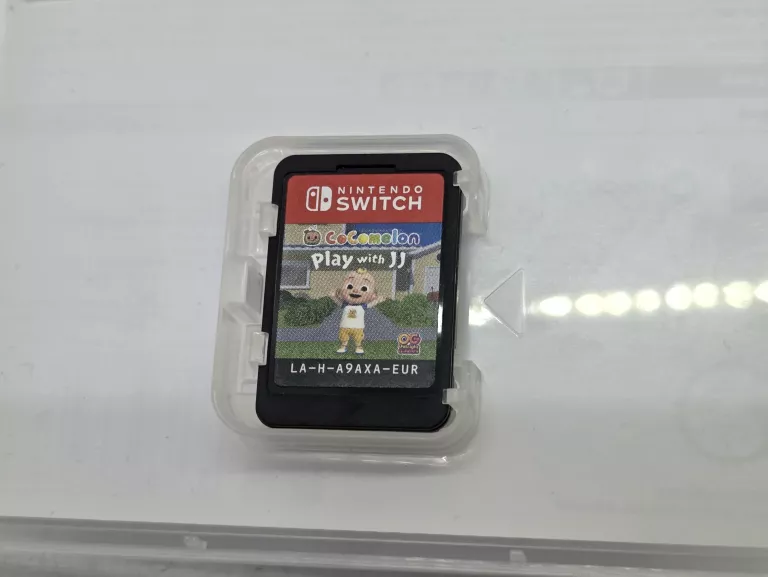 NINTENDO
SWITCH
CoComelon
Play with JJ
LA-H-A9AXA-EUR